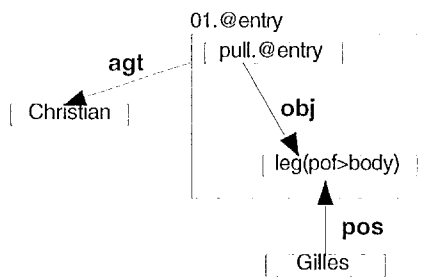 01.@entry
pull.@entry
agt
Christian
obj
leg(pof>body)
pos
Gilles